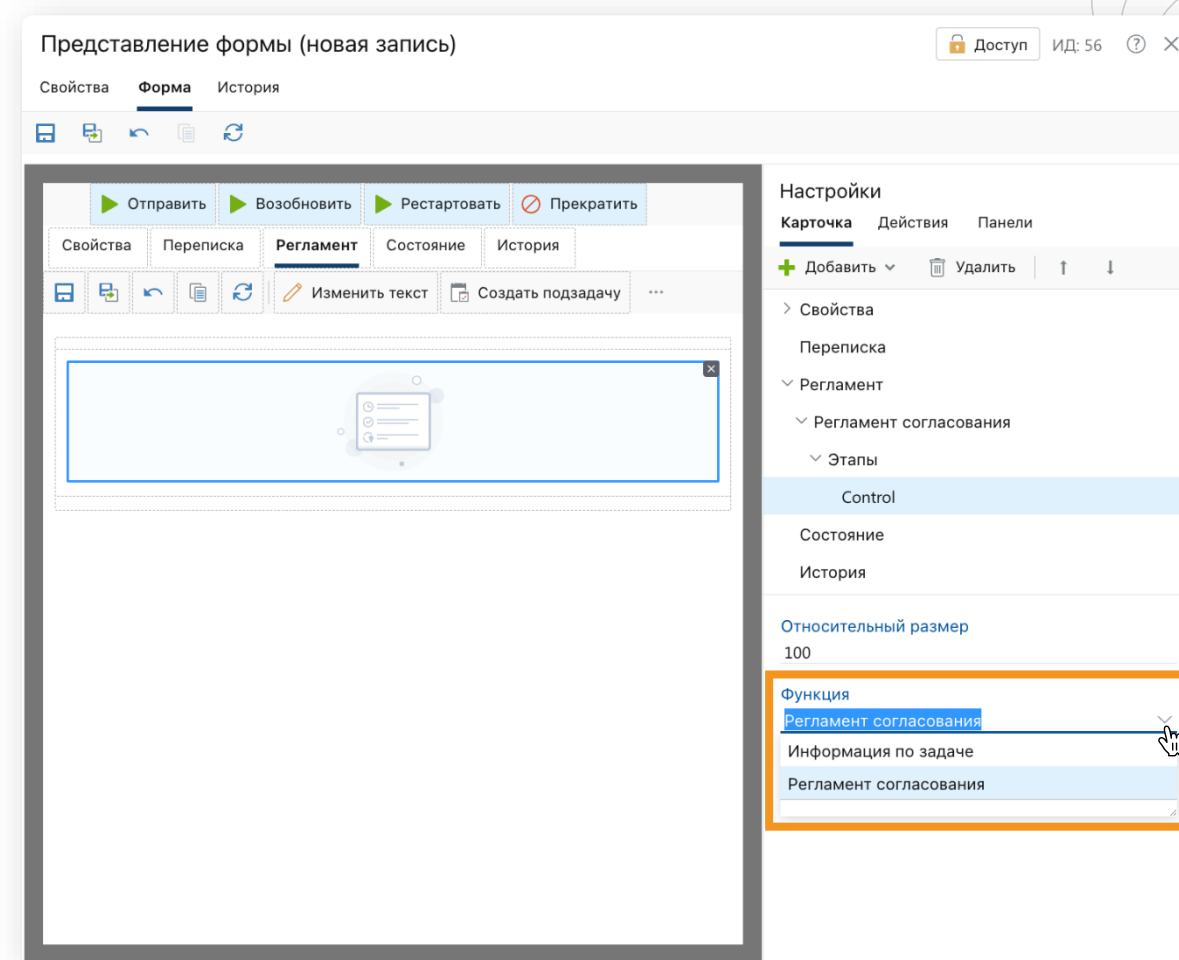 Представление формы (новая запись)
Доступ ИД: 56
Свойства Форма История
Отправить Возобновить Рестартовать Прекратить
Свойства Переписка Регламент Состояние История
Изменить текст Создать подзадачу ...
Настройки
Карточка Действия Панели
Добавить Удалить
Свойства
Переписка
Регламент
Регламент согласования
Этапы
Control
Состояние
История
Относительный размер
100
Функция
Регламент согласования
Информация по задаче
Регламент согласования